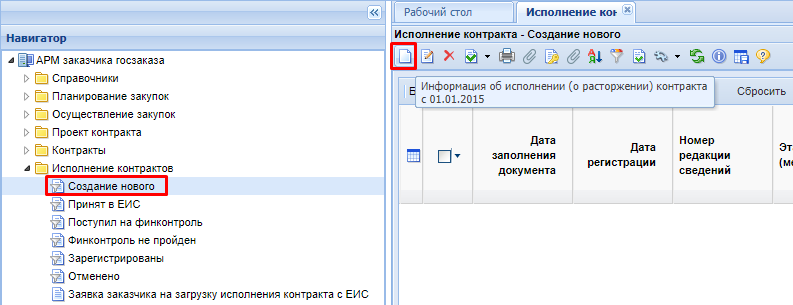 Навигатор
АРМ заказчика госзаказа
Справочники
Планирование закупок
Осуществление закупок
Проект контракта
Контракты
Исполнение контрактов
Создание нового
Принят в ЕИС
Поступил на финконтроль
Финконтроль не пройден
Зарегистрированы
Отменено
Заявка заказчика на загрузку исполнения контракта с ЕИС
Рабочий стол
Исполнение кон
Исполнение контракта - Создание нового
Информация об исполнении (о расторжении) контракта
с 01.01.2015
Сбросить
Дата
заполнения
документа
Дата
регистрации
Номер
редакции
сведений